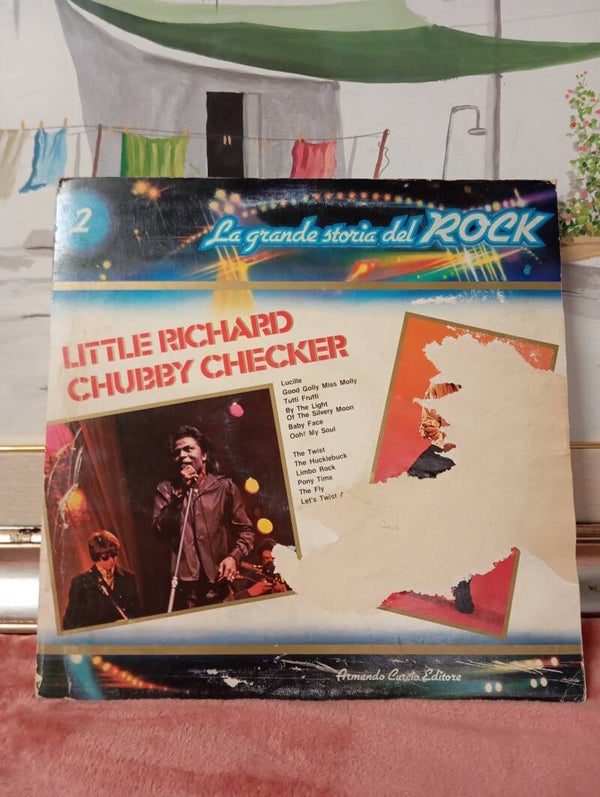 2
La grande storia del ROCK
LITTLE RICHARD
CHUBBY CHECKER
Lucille
Good Golly Miss Molly
Tutti Frutti
By The Light
Of The Silvery Moon
Baby Face
Ooh! My Soul
The Twist
The Hucklebuck
Limbo Rock
Pony Time
The Fly
Let's Twist
Armando Curcio Editore